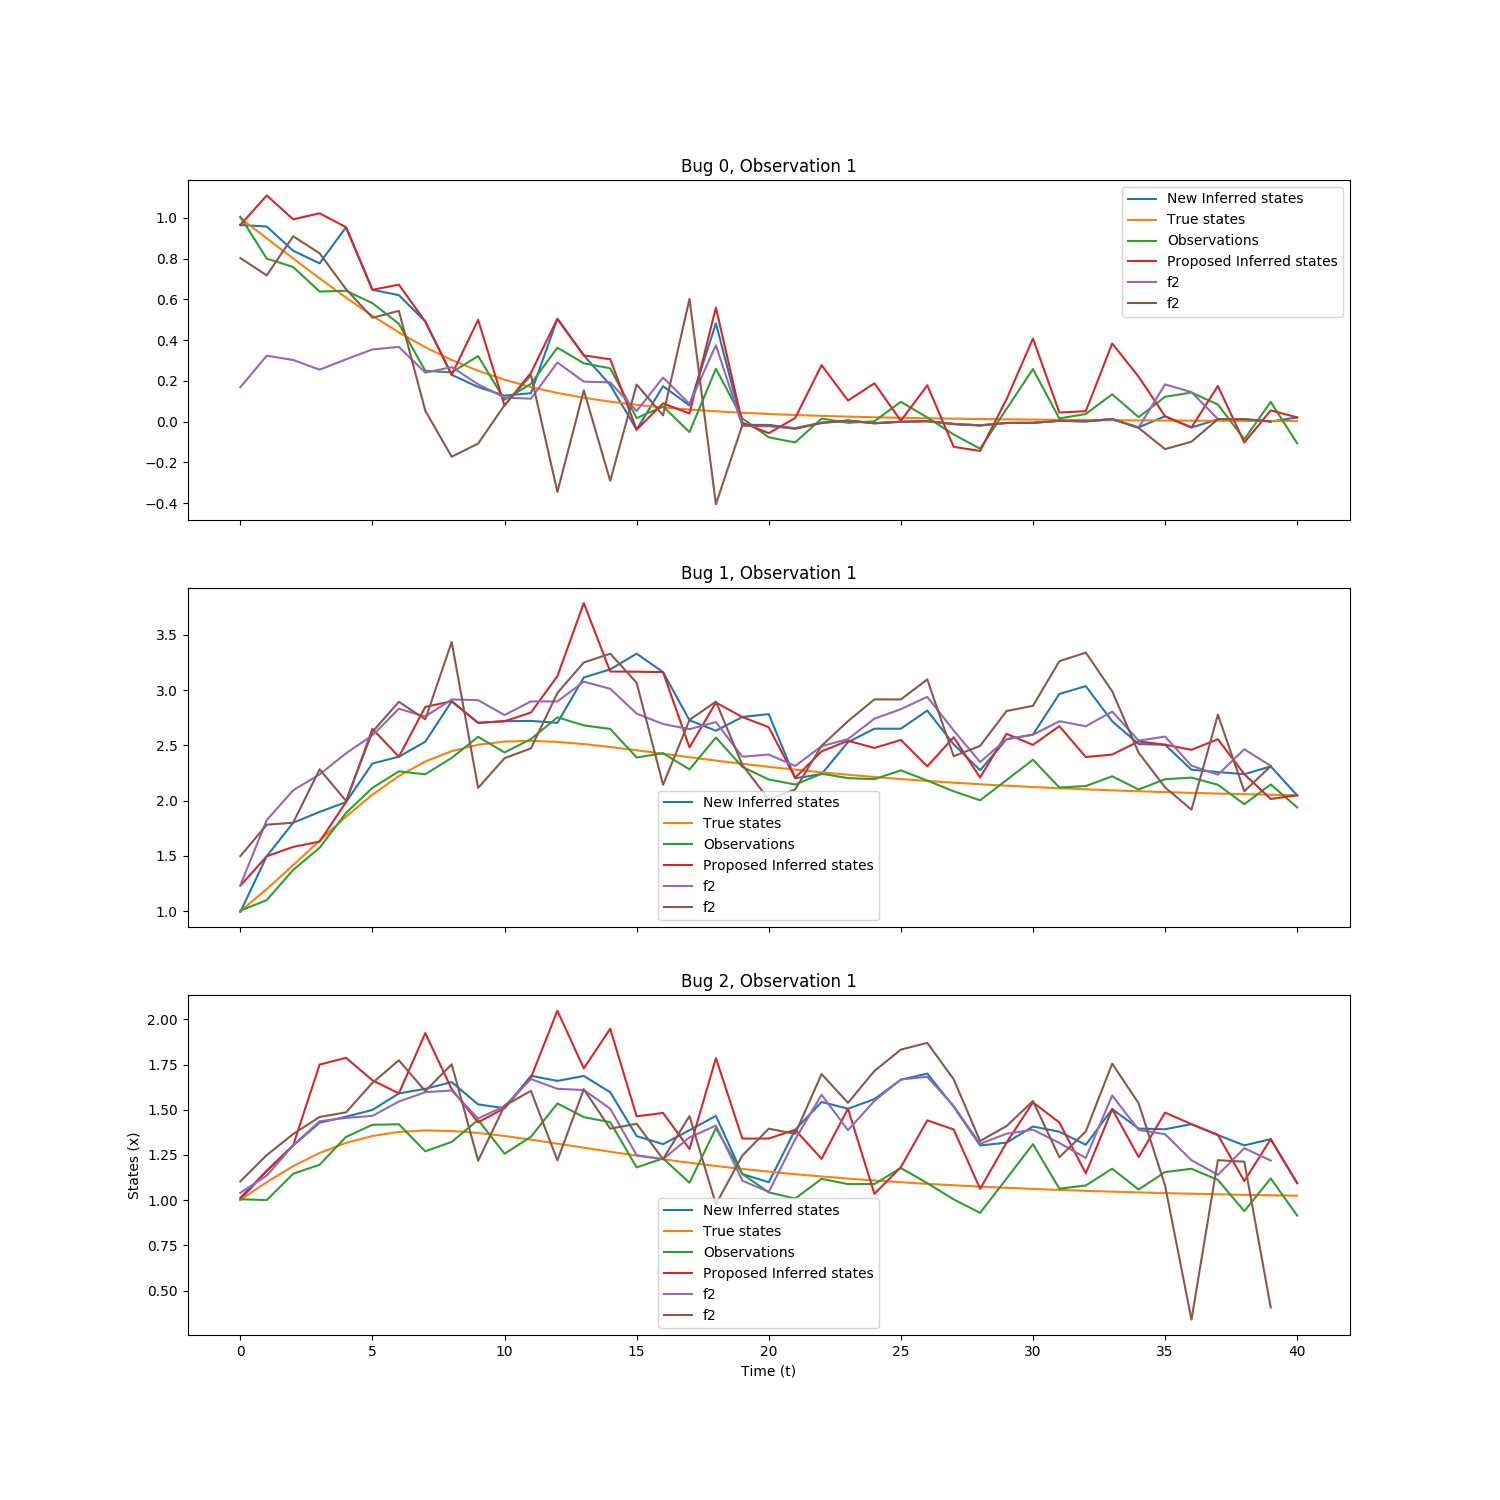 Bug 0, Observation 1
1.0
0.8
0.6
0.4
0.2
0.0
−0.2
−0.4
New Inferred states
True states
Observations
Proposed Inferred states
f2
f2
Bug 1, Observation 1
3.5
3.0
2.5
2.0
1.5
1.0
New Inferred states
True states
Observations
Proposed Inferred states
f2
f2
Bug 2, Observation 1
States (x)
2.00
1.75
1.50
1.25
1.00
0.75
0.50
New Inferred states
True states
Observations
Proposed Inferred states
f2
f2
0 5 10 15 20 25 30 35 40
Time (t)